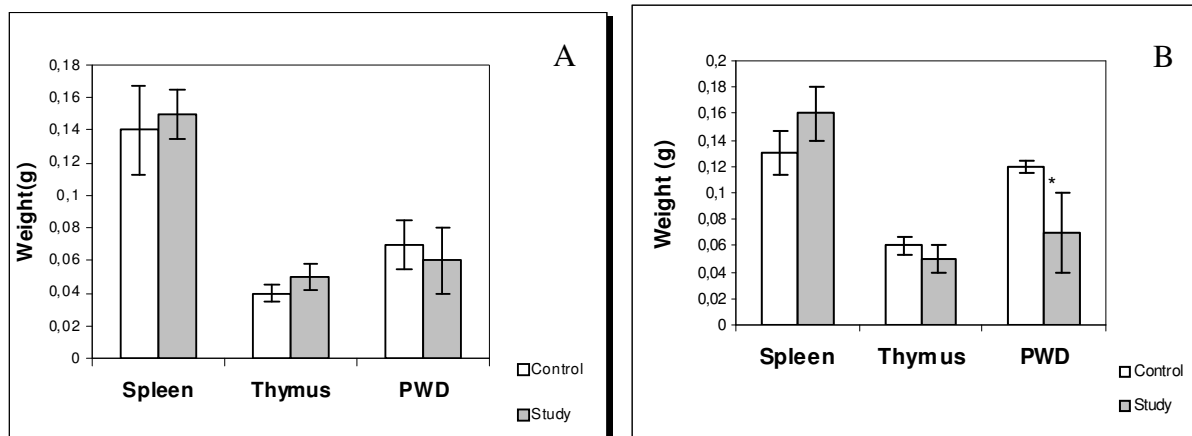 A
Weight(g)
0,18
0,16
0,14
0,12
0,1
0,08
0,06
0,04
0,02
0
Spleen Thymus PWD
Control
Study
B
Weight (g)
0,2
0,18
0,16
0,14
0,12
0,1
0,08
0,06
0,04
0,02
0
*
Spleen Thymus PWD
Control
Study